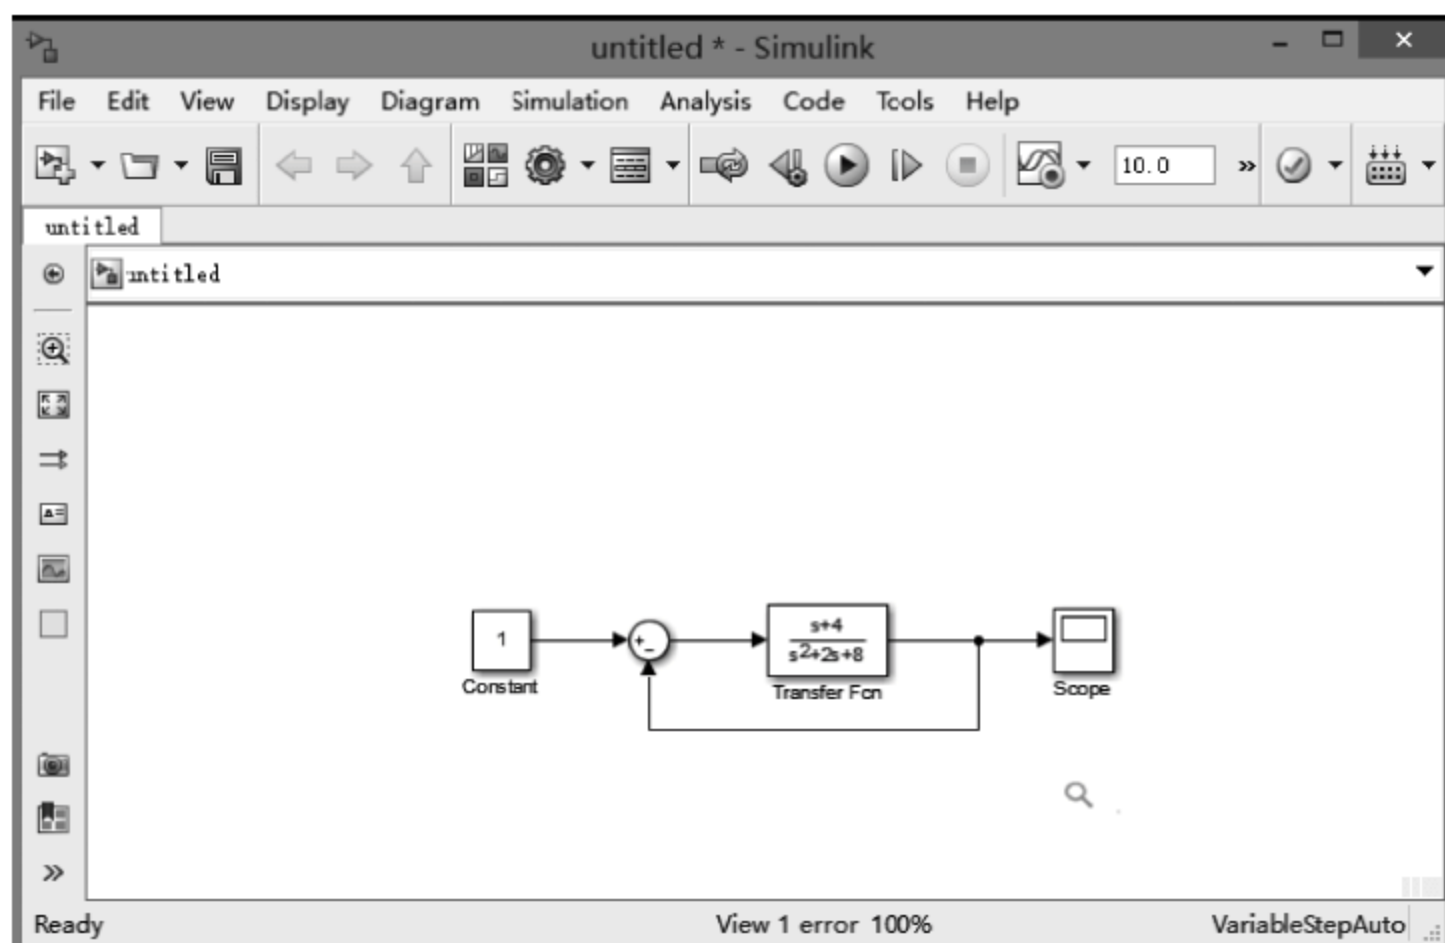 untitled * - Simulink
File Edit View Display Diagram Simulation Analysis Code Tools Help
10.0
untitled
untitled
1
Constant
+
-
s+4
s2+2s+8
Transfer Fcn
Scope
Ready View 1 error 100% VariableStepAuto